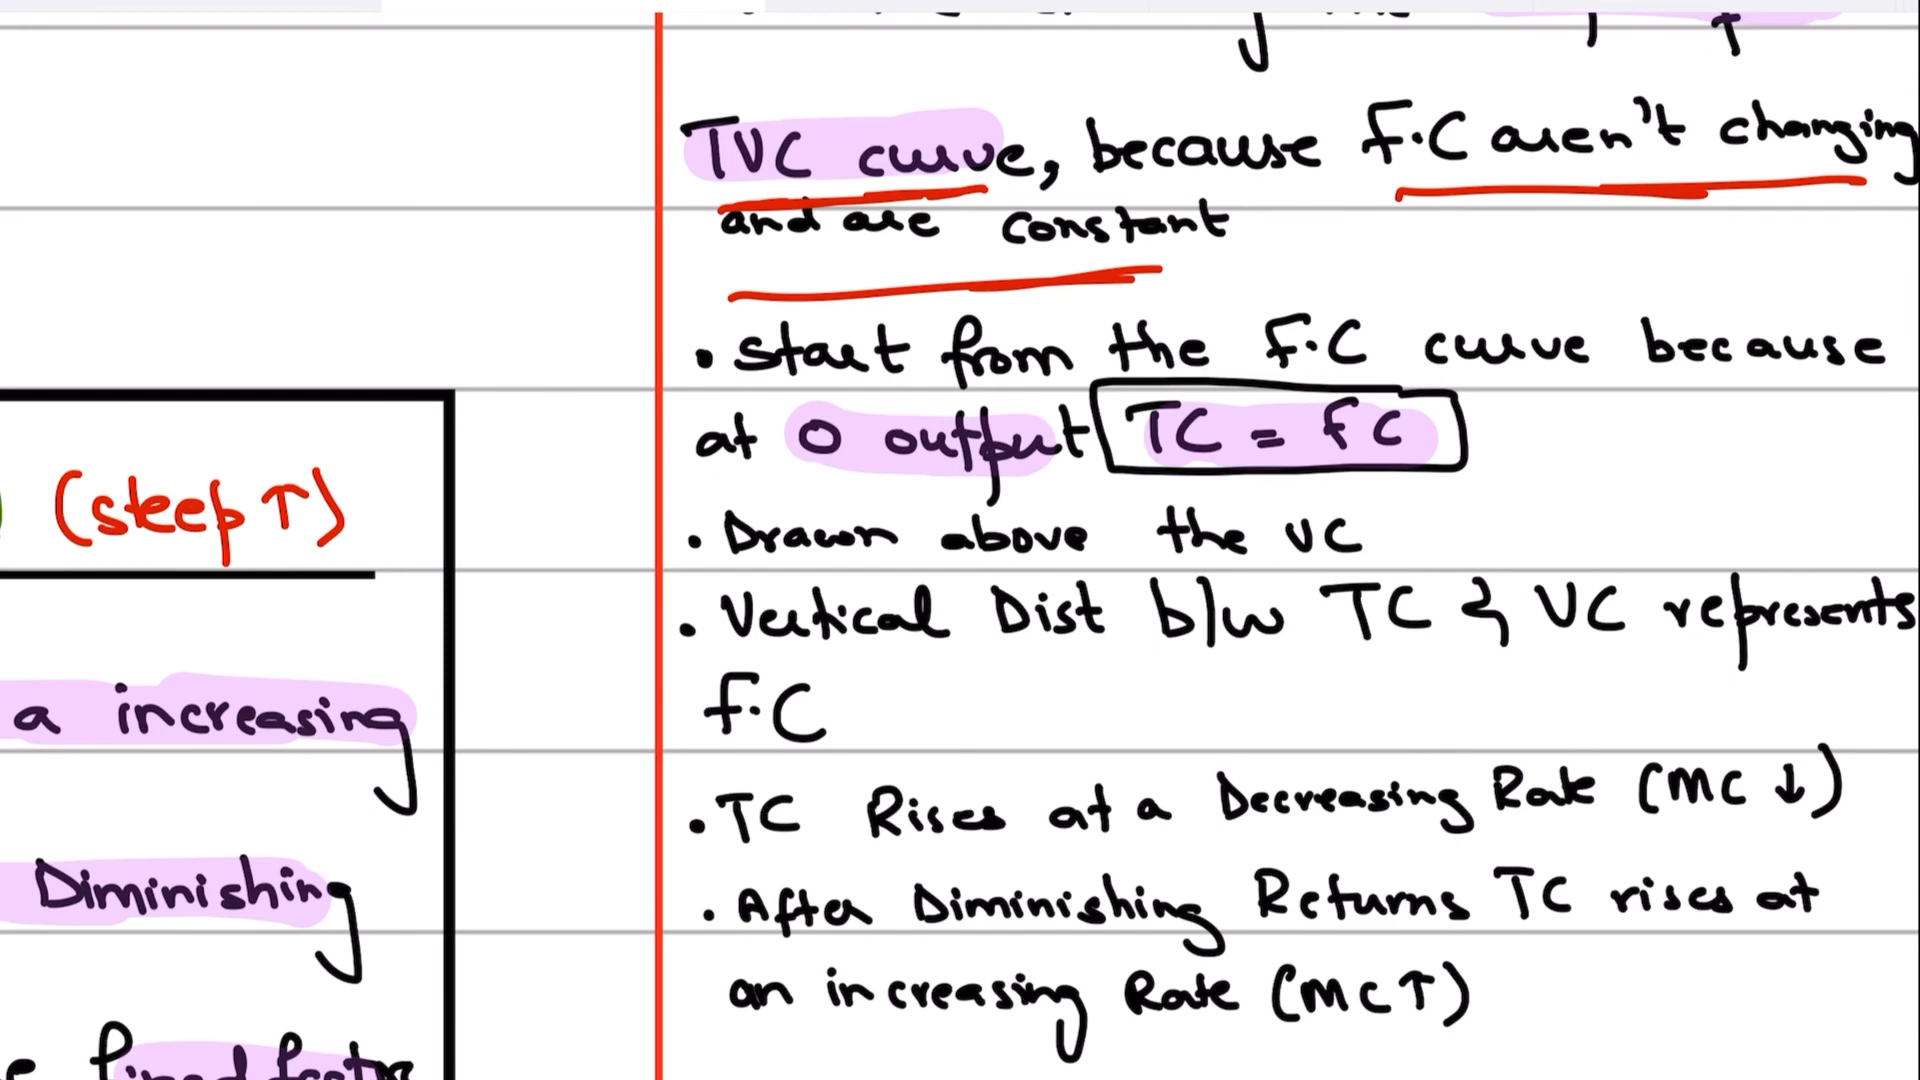 (steep ↑)
a increasing
Diminishing
TVC curve, because F.C aren't changing
and are constant
• Start from the F.C curve because
at 0 output TC = FC
• Drawn above the VC
• Vertical Dist b/w TC & VC represents
F.C
• TC Rises at a Decreasing Rate (MC ↓)
• After Diminishing Returns TC rises at
an increasing Rate (MC ↑)